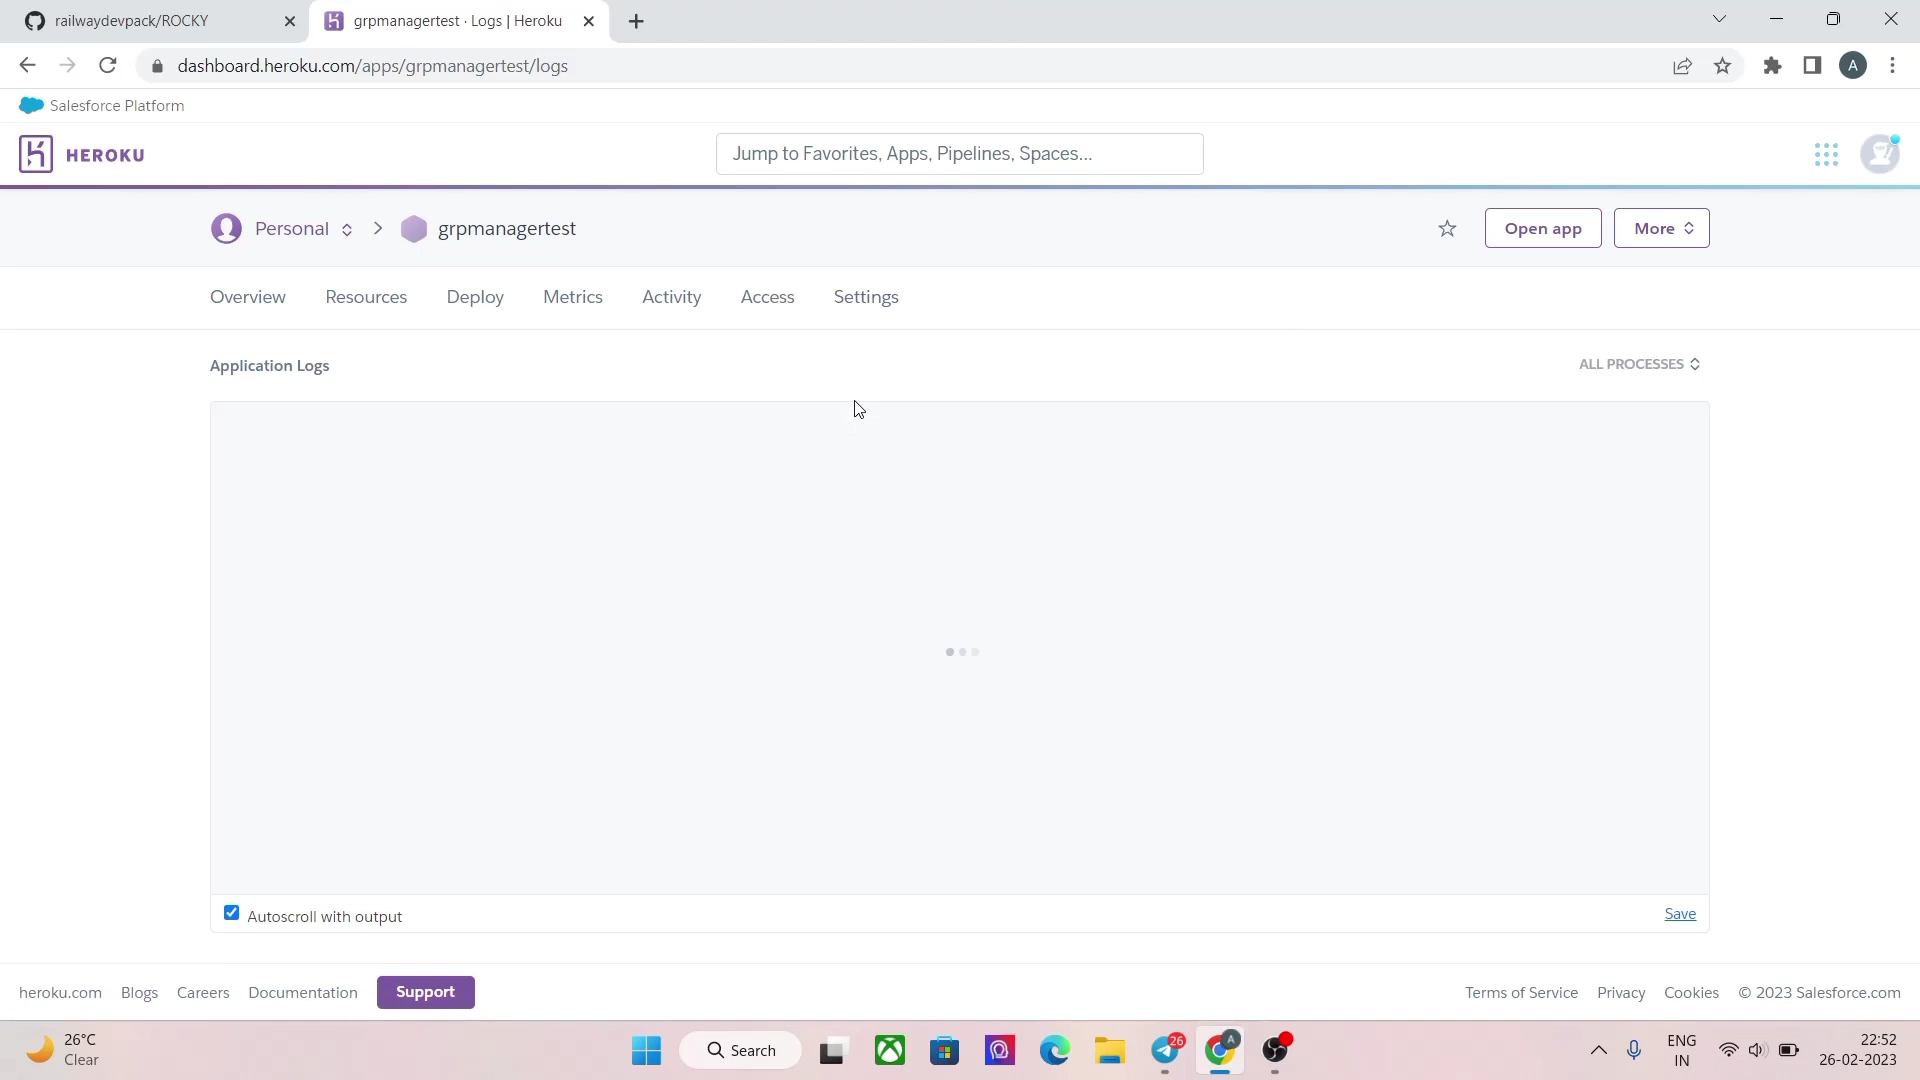 railwaydevpack/ROCKY
grpmanagertest · Logs | Heroku
dashboard.heroku.com/apps/grpmanagertest/logs
A
Salesforce Platform
HEROKU
Jump to Favorites, Apps, Pipelines, Spaces...
Personal
grpmanagertest
Open app
More
Overview
Resources
Deploy
Metrics
Activity
Access
Settings
Application Logs
ALL PROCESSES
Autoscroll with output
Save
heroku.com
Blogs
Careers
Documentation
Support
Terms of Service
Privacy
Cookies
© 2023 Salesforce.com
26°C
Clear
Search
26
A
ENG
IN
22:52
26-02-2023